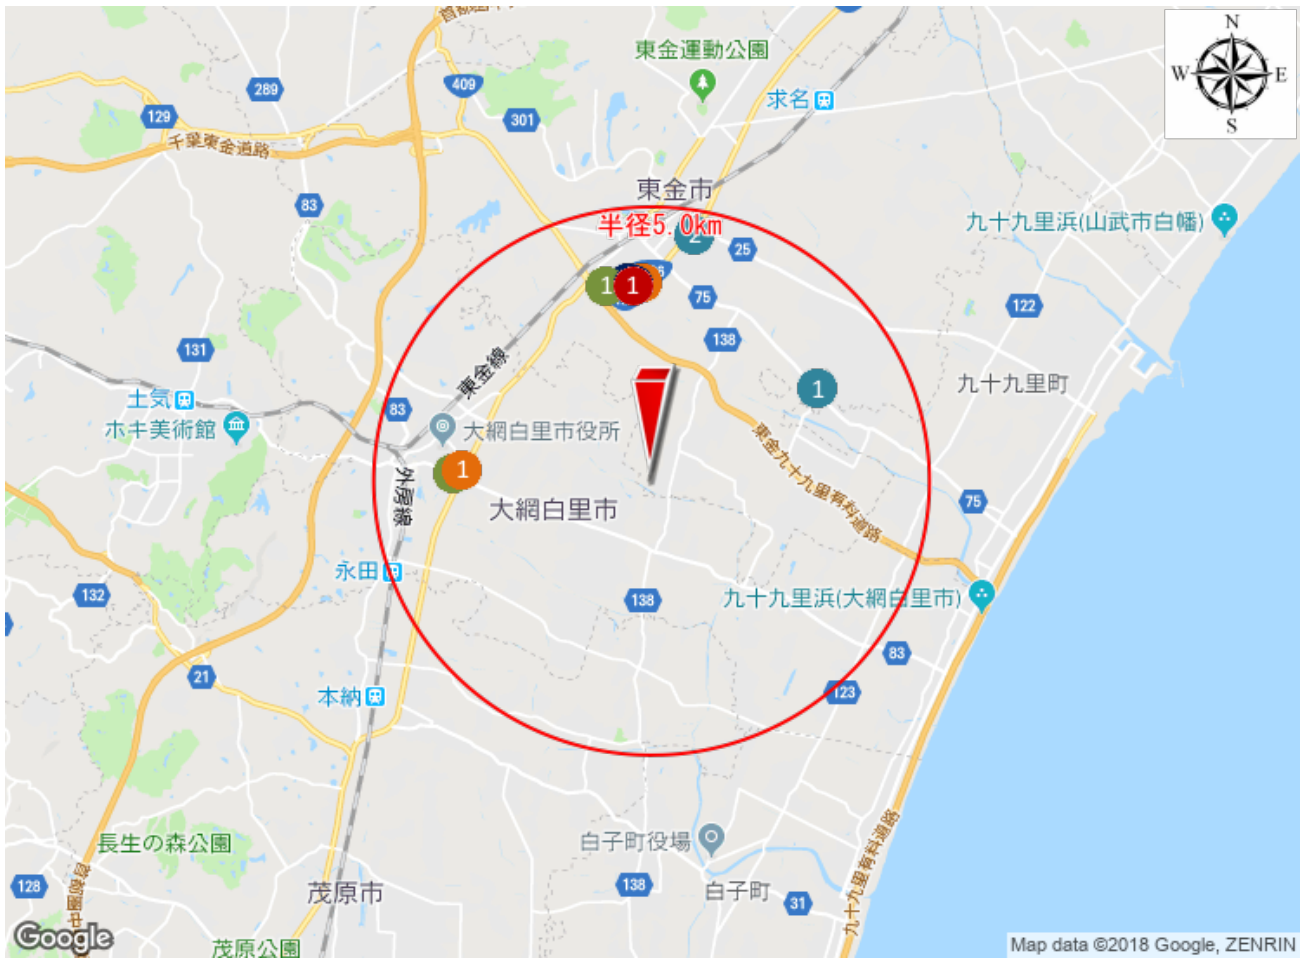 N
W
E
S
東金運動公園
409
289
求名
129
301
千葉東金道路
東金市
83
半径5.0km
2
九十九里浜(山武市白幡)
25
1
1
75
122
138
131
東金線
九十九里町
1
土気
83
ホキ美術館
大網白里市役所
1
外房線
大網白里市
東金九十九里有料道路
75
永田
132
138
九十九里浜(大網白里市)
83
21
本納
123
長生の森公園
白子町役場
九十九里有料道路
128
茂原市
138
白子町
31
Google
茂原公園
Map data ©2018 Google, ZENRIN